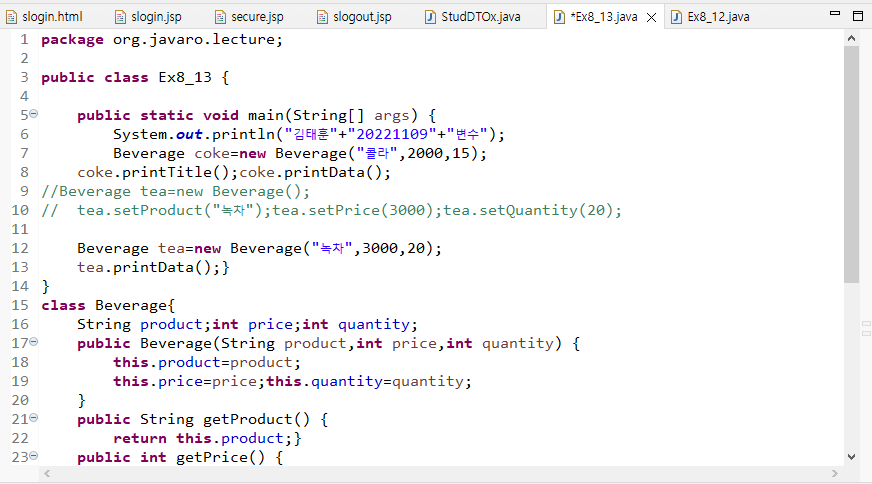 slogin.html slogin.jsp secure.jsp slogout.jsp StudDTOx.java *Ex8_13.java Ex8_12.java
1 package org.javaro.lecture;
2
3 public class Ex8_13 {
4
5 public static void main(String[] args) {
6 System.out.println("김태훈"+"20221109"+"변수");
7 Beverage coke=new Beverage("콜라",2000,15);
8 coke.printTitle();coke.printData();
9 //Beverage tea=new Beverage();
10 // tea.setProduct("녹차");tea.setPrice(3000);tea.setQuantity(20);
11
12 Beverage tea=new Beverage("녹차",3000,20);
13 tea.printData();}
14 }
15 class Beverage{
16 String product;int price;int quantity;
17 public Beverage(String product,int price,int quantity) {
18 this.product=product;
19 this.price=price;this.quantity=quantity;
20 }
21 public String getProduct() {
22 return this.product;}
23 public int getPrice() {